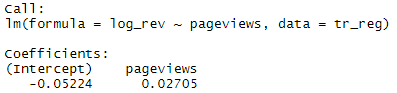 Call:
lm(formula = log_rev ~ pageviews, data = tr_reg)
Coefficients:
(Intercept) pageviews
-0.05224 0.02705